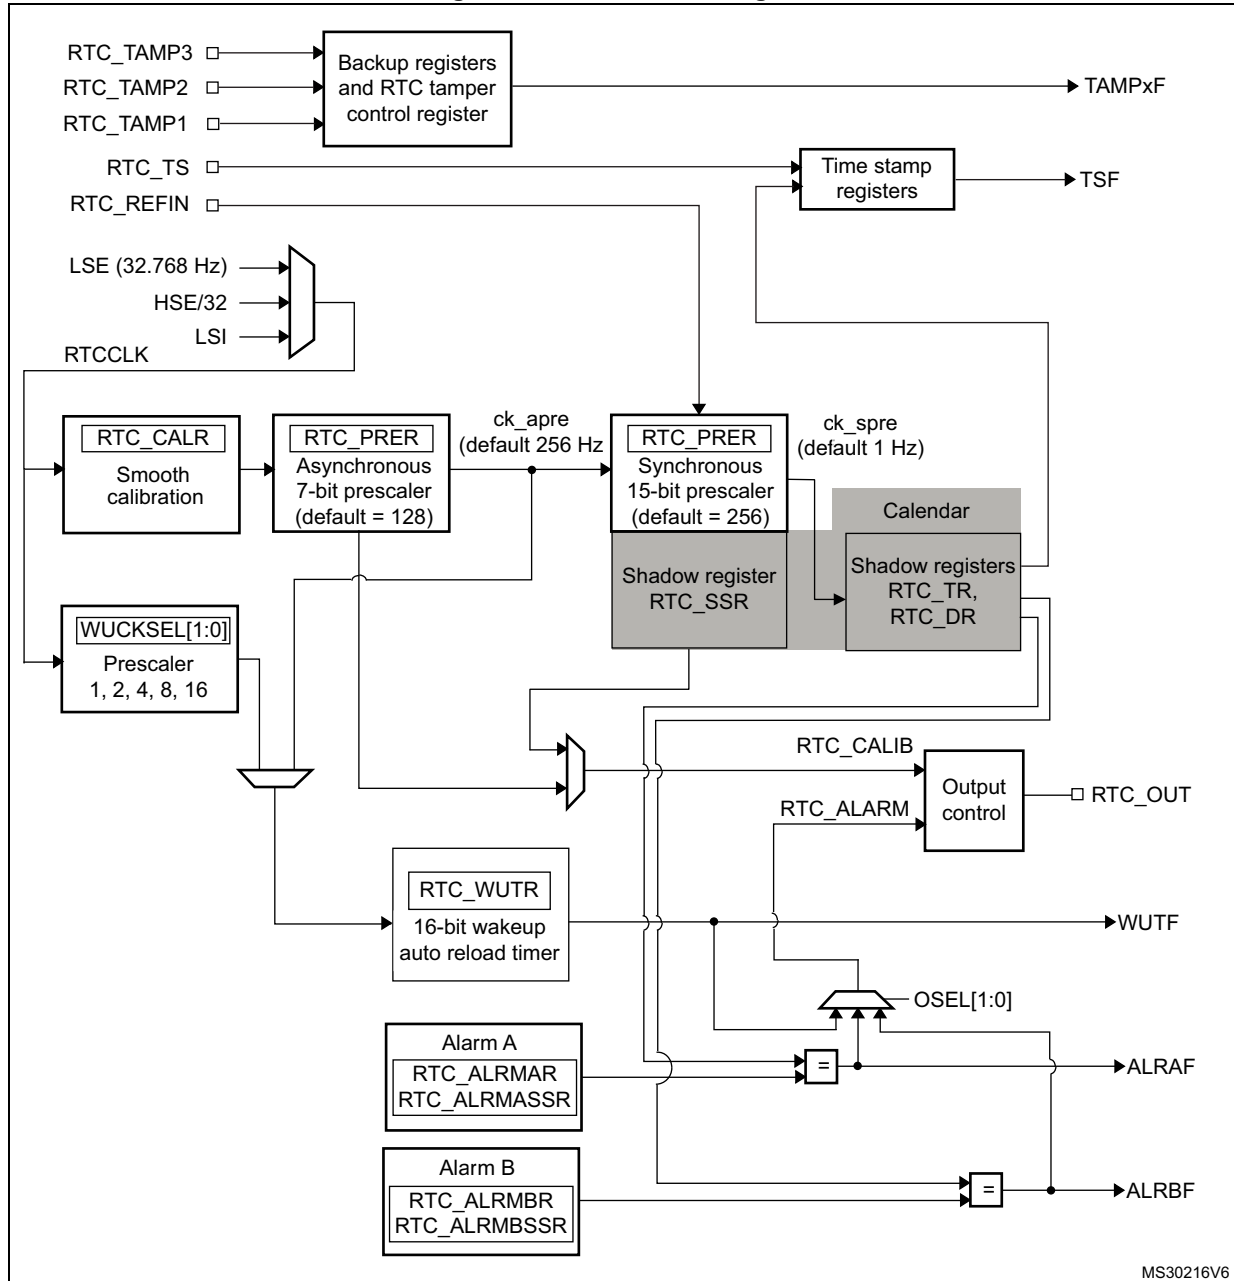 RTC_TAMP3
RTC_TAMP2
RTC_TAMP1
Backup registers
and RTC tamper
control register
TAMPxF
RTC_TS
RTC_REFIN
Time stamp
registers
TSF
LSE (32.768 Hz)
HSE/32
LSI
RTCCLK
RTC_CALR
Smooth
calibration
RTC_PRER
Asynchronous
7-bit prescaler
(default = 128)
ck_apre
(default 256 Hz
RTC_PRER
Synchronous
15-bit prescaler
(default = 256)
ck_spre
(default 1 Hz)
Calendar
Shadow register
RTC_SSR
Shadow registers
RTC_TR,
RTC_DR
WUCKSEL[1:0]
Prescaler
1, 2, 4, 8, 16
RTC_CALIB
RTC_ALARM
Output
control
RTC_OUT
RTC_WUTR
16-bit wakeup
auto reload timer
WUTF
OSEL[1:0]
Alarm A
RTC_ALRMAR
RTC_ALRMASSR
=
ALRAF
Alarm B
RTC_ALRMBR
RTC_ALRMBSSR
=
ALRBF
MS30216V6